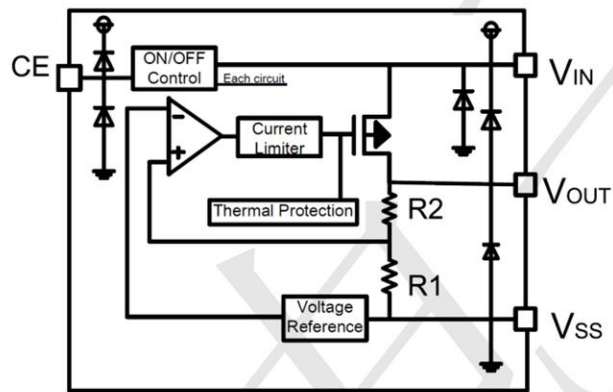 CE
ON/OFF
Control
Each circuit
VIN
Current
Limiter
Thermal Protection
VOUT
R2
R1
Voltage
Reference
VSS